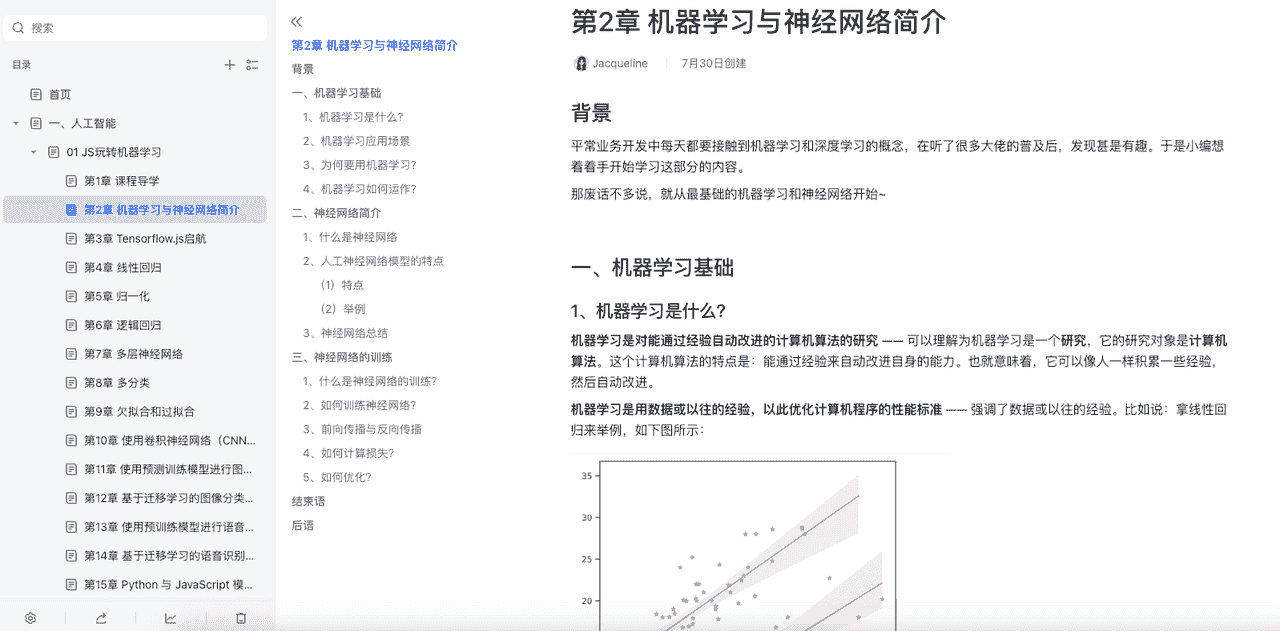 搜索
目录
首页
一、人工智能
01 JS玩转机器学习
第1章 课程导学
第2章 机器学习与神经网络简介
第3章 Tensorflow.js启航
第4章 线性回归
第5章 归一化
第6章 逻辑回归
第7章 多层神经网络
第8章 多分类
第9章 欠拟合和过拟合
第10章 使用卷积神经网络（CNN...
第11章 使用预测训练模型进行图...
第12章 基于迁移学习的图像分类...
第13章 使用预训练模型进行语音...
第14章 基于迁移学习的语音识别...
第15章 Python 与 JavaScript 模...
第2章 机器学习与神经网络简介
背景
一、机器学习基础
1、机器学习是什么？
2、机器学习应用场景
3、为何要用机器学习？
4、机器学习如何运作？
二、神经网络简介
1、什么是神经网络
2、人工神经网络模型的特点
（1）特点
（2）举例
3、神经网络总结
三、神经网络的训练
1、什么是神经网络的训练？
2、如何训练神经网络？
3、前向传播与反向传播
4、如何计算损失？
5、如何优化？
结束语
后语
第2章 机器学习与神经网络简介
Jacqueline 7月30日创建
背景
平常业务开发中每天都要接触到机器学习和深度学习的概念，在听了很多大佬的普及后，发现甚是有趣。于是小编想
着看手开始学习这部分的内容。
那废话不多说，就从最基础的机器学习和神经网络开始~
一、机器学习基础
1、机器学习是什么？
机器学习是对能通过经验自动改进的计算机算法的研究 —— 可以理解为机器学习是一个研究，它的研究对象是计算机
算法。这个计算机算法的特点是：能通过经验来自动改进自身的能力。也就意味着，它可以像人一样积累一些经验，
然后自动改进。
机器学习是用数据或以往的经验，以此优化计算机程序的性能标准 —— 强调了数据或以往的经验。比如说：拿线性回
归来举例，如下图所示：
35
30
25
20